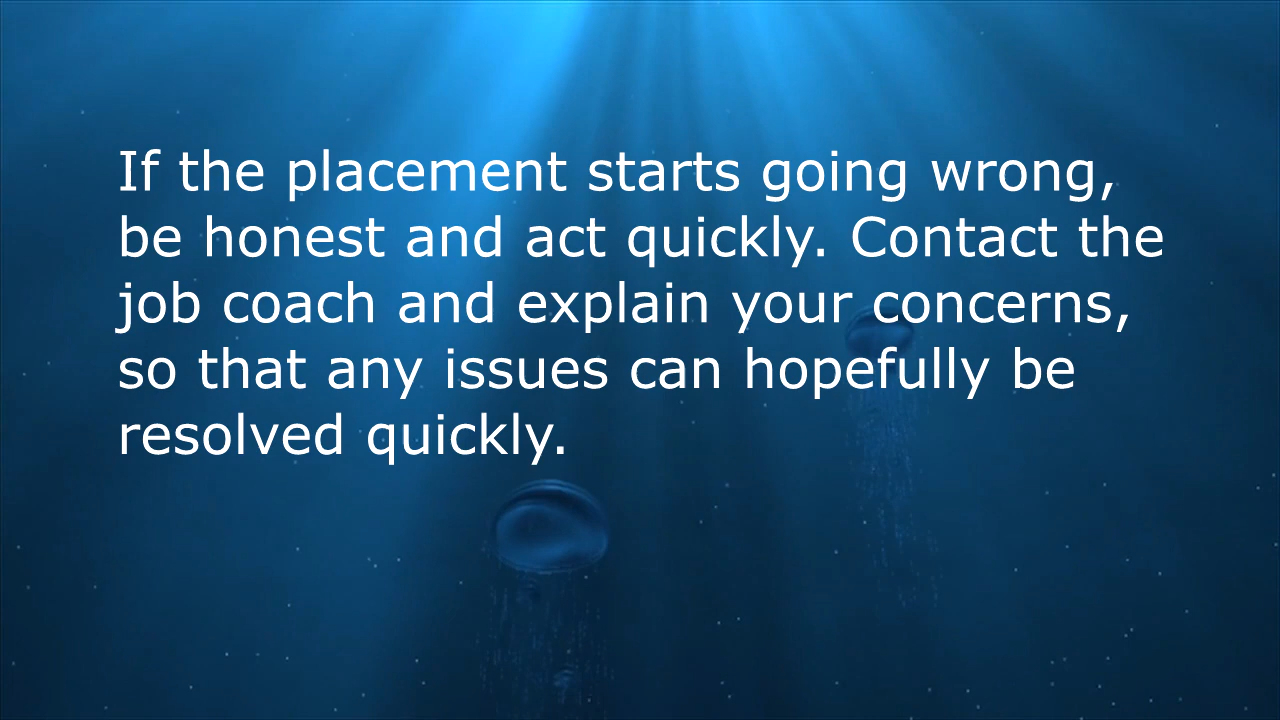 If the placement starts going wrong,
be honest and act quickly. Contact the
job coach and explain your concerns,
so that any issues can hopefully be
resolved quickly.